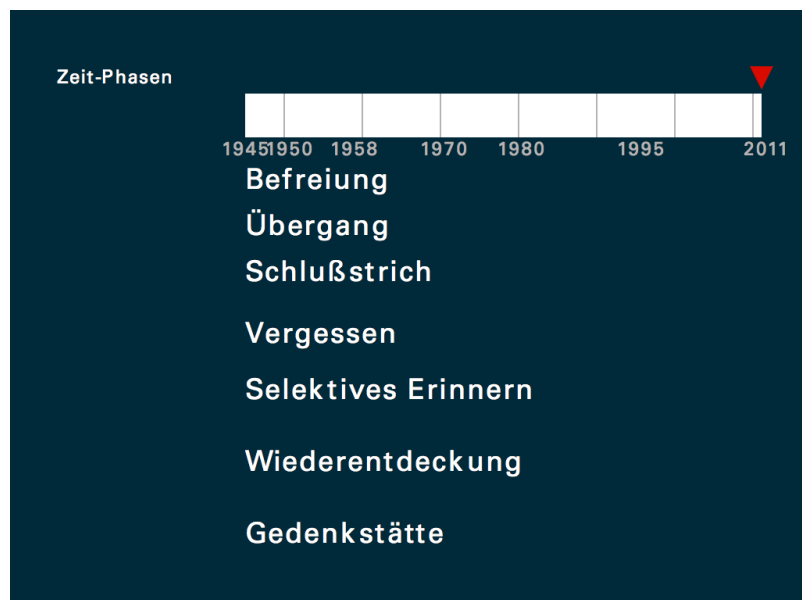 Zeit-Phasen
1945 1950 1958 1970 1980 1995 2011
Befreiung
Übergang
Schlußstrich
Vergessen
Selektives Erinnern
Wiederentdeckung
Gedenkstätte